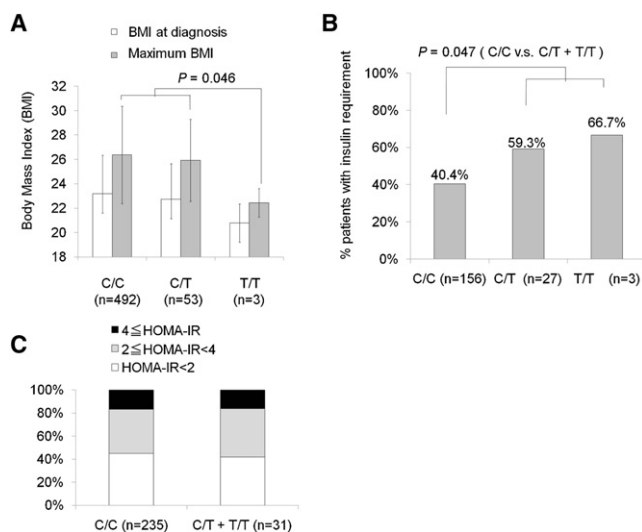 A
BMI at diagnosis
Maximum BMI
P = 0.046
Body Mass Index (BMI)
32
30
28
26
24
22
20
18
C/C
(n=492)
C/T
(n=53)
T/T
(n=3)
B
P = 0.047 ( C/C v.s. C/T + T/T)
% patients with insulin requirement
100%
80%
60%
40%
20%
0%
40.4%
59.3%
66.7%
C/C (n=156)
C/T (n=27)
T/T (n=3)
C
4≦HOMA-IR
2≦HOMA-IR<4
HOMA-IR<2
100%
80%
60%
40%
20%
0%
C/C (n=235)
C/T + T/T (n=31)